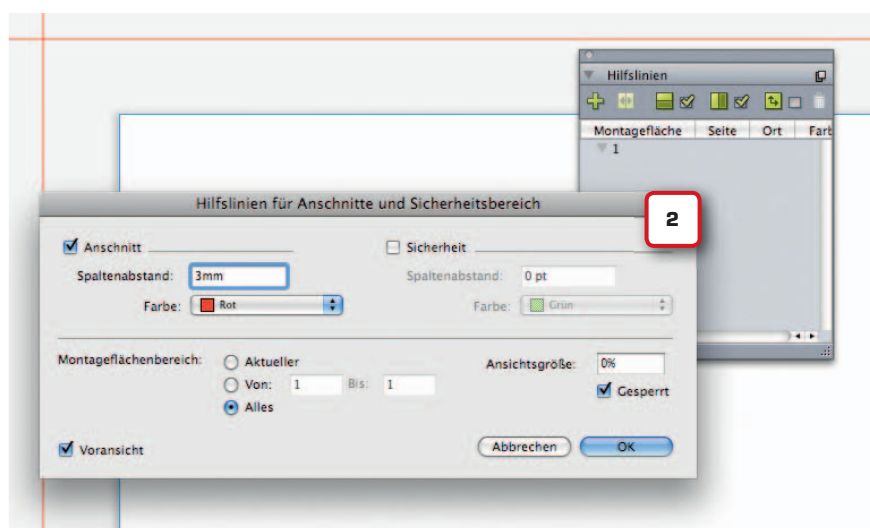 Hilfslinien
Montagefläche Seite Ort Farb
1
Hilfslinien für Anschnitte und Sicherheitsbereich
2
Anschnitt
Sicherheit
Spaltenabstand: 3mm
Spaltenabstand: 0 pt
Farbe: Rot
Farbe: Grün
Montageflächenbereich: Aktueller
Ansichtsgröße: 0%
Von: 1 Bis: 1
Gesperrt
Alles
Voransicht
Abbrechen OK